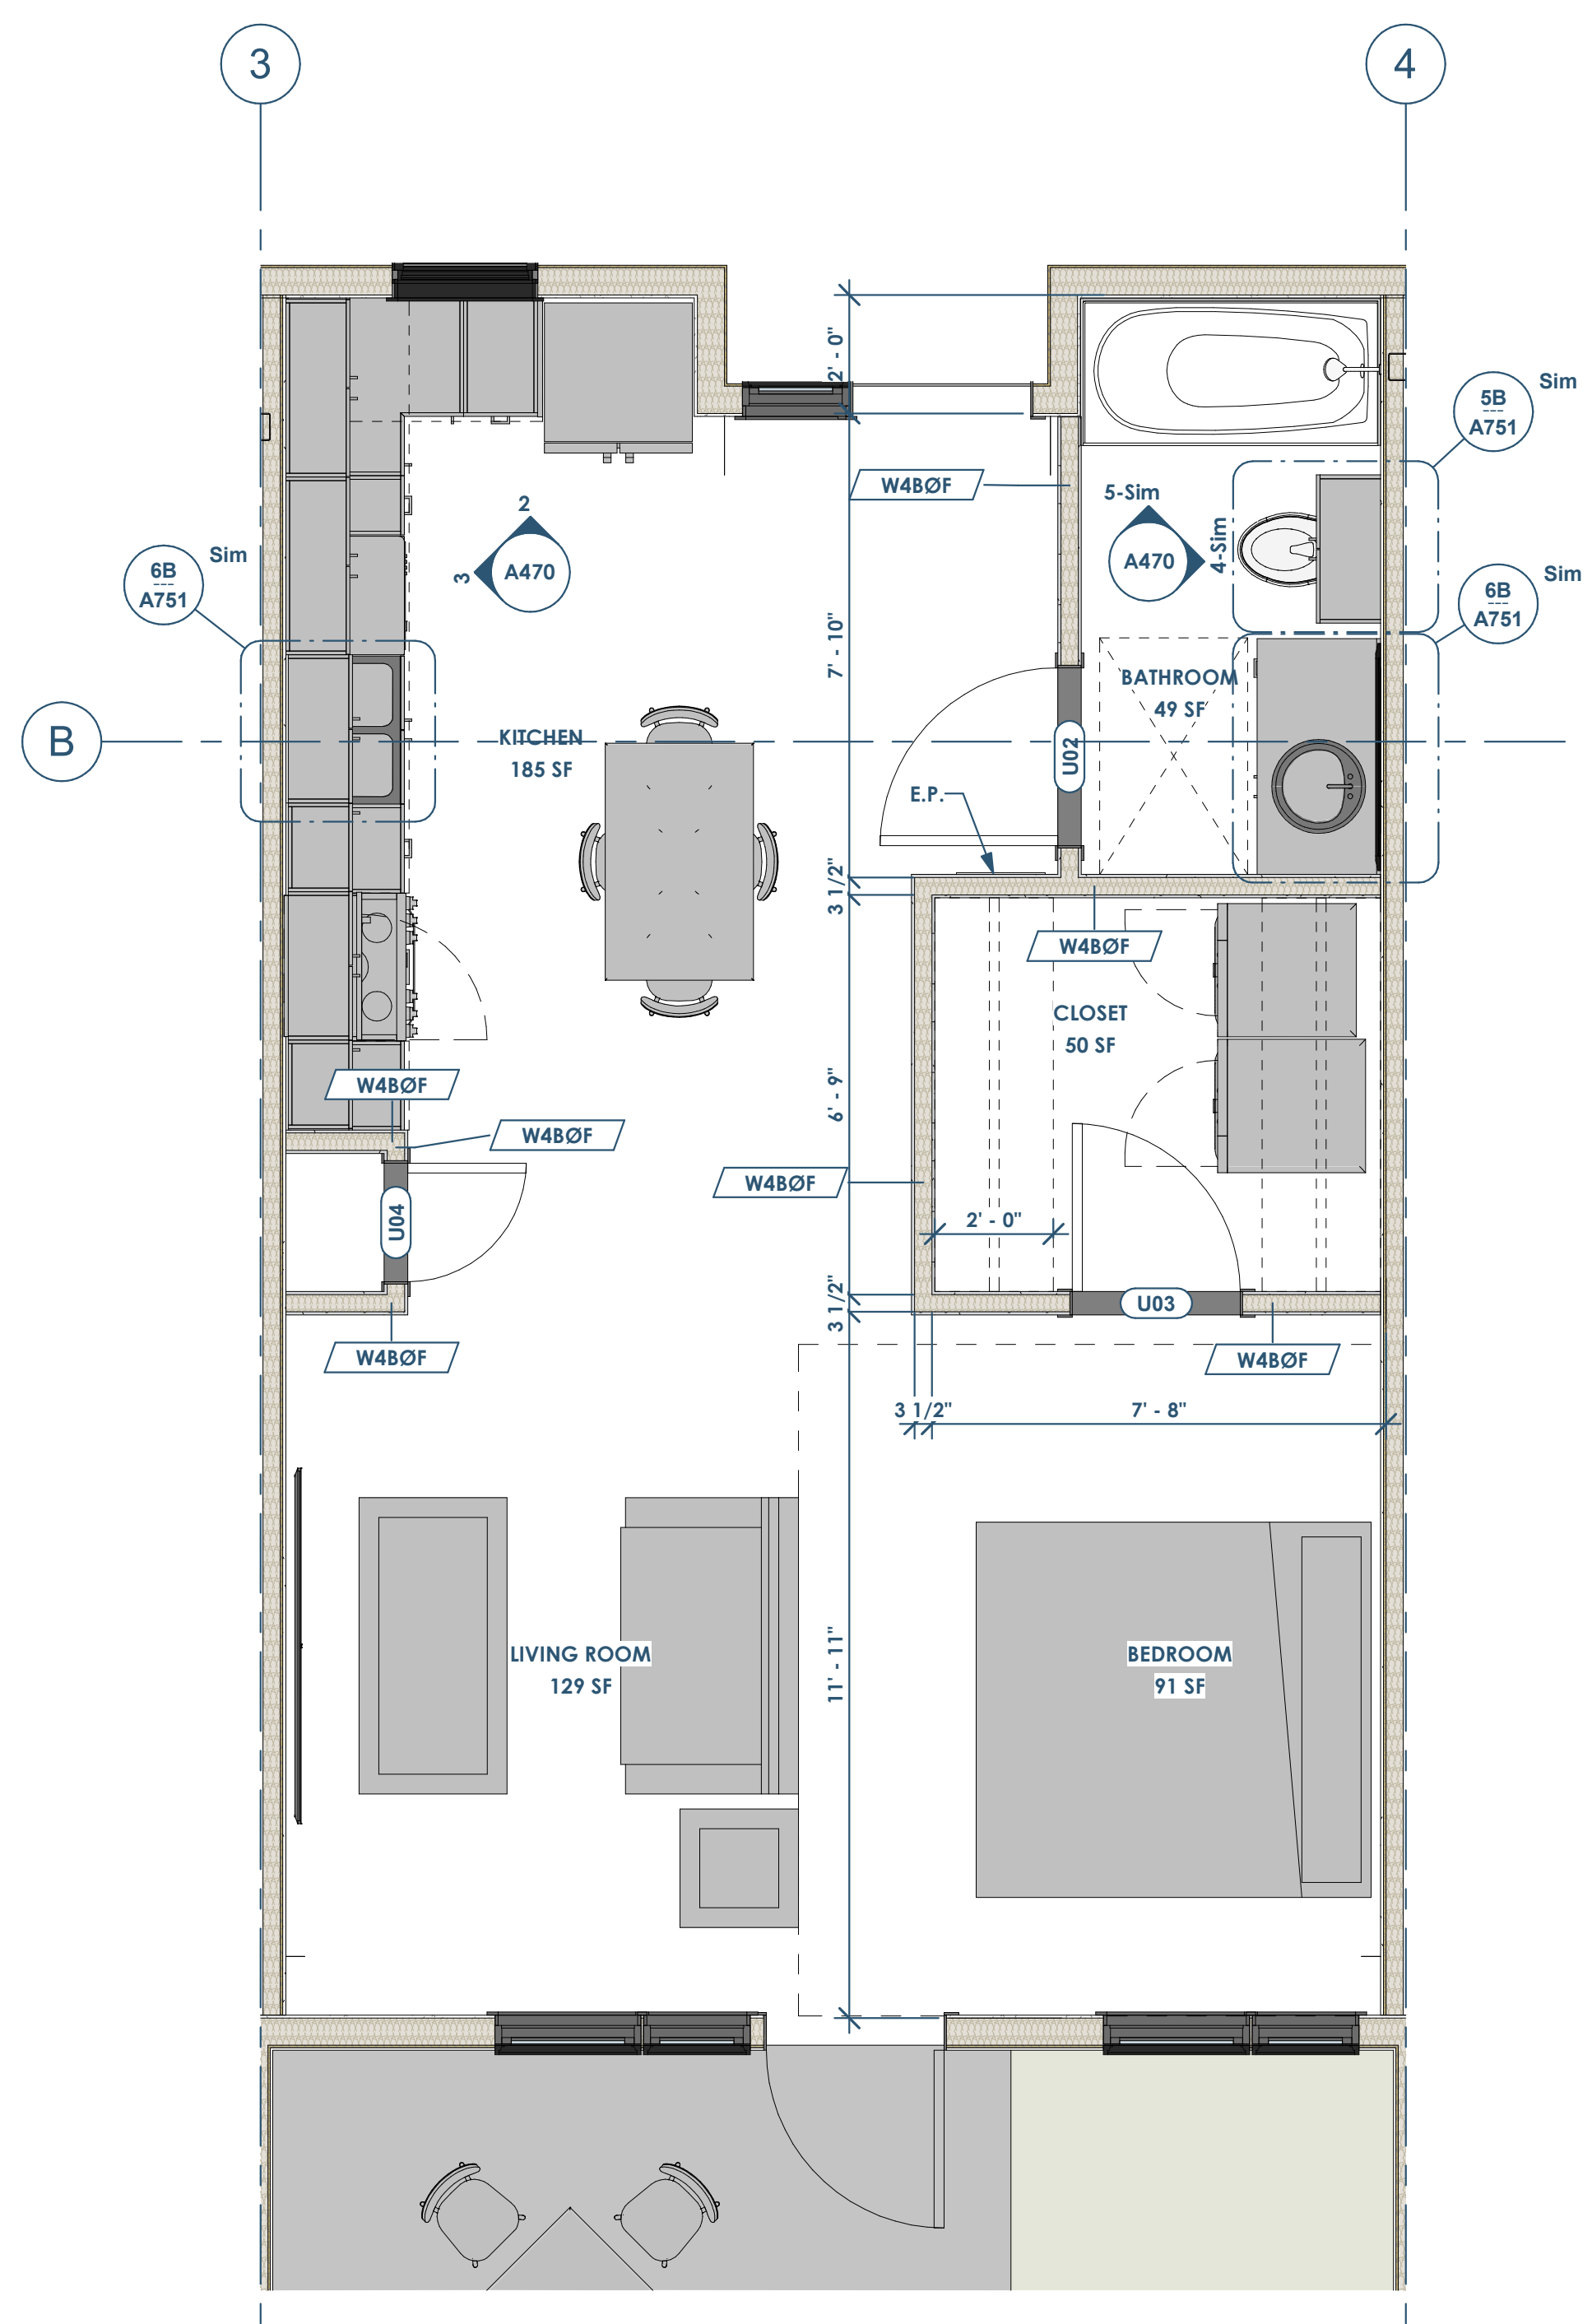 3
4
2' - 0"
5B
---
A751
Sim
W4BØF
5-Sim
A470
4-Sim
2
3
A470
Sim
6B
---
A751
6B
---
A751
Sim
7' - 10"
BATHROOM
49 SF
B
KITCHEN
185 SF
U02
E.P.
3 1/2"
W4BØF
CLOSET
50 SF
6' - 9"
W4BØF
W4BØF
W4BØF
U04
2' - 0"
3 1/2"
U03
W4BØF
W4BØF
3 1/2"
7' - 8"
LIVING ROOM
129 SF
11' - 11"
BEDROOM
91 SF